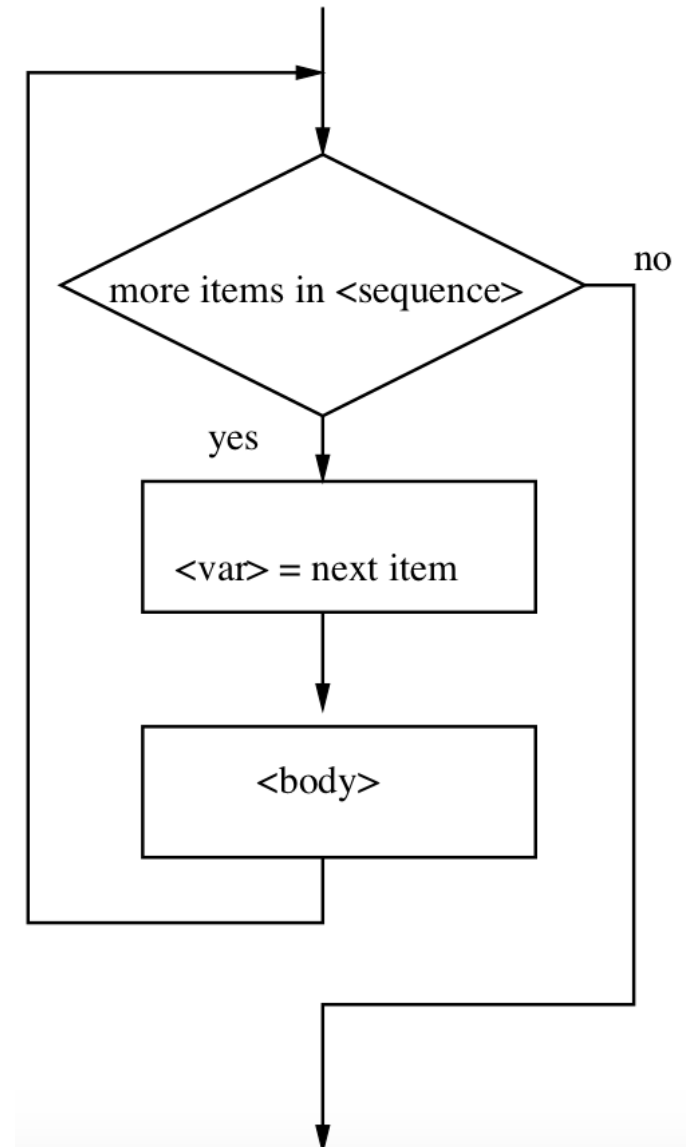 more items in <sequence>
no
yes
<var> = next item
<body>